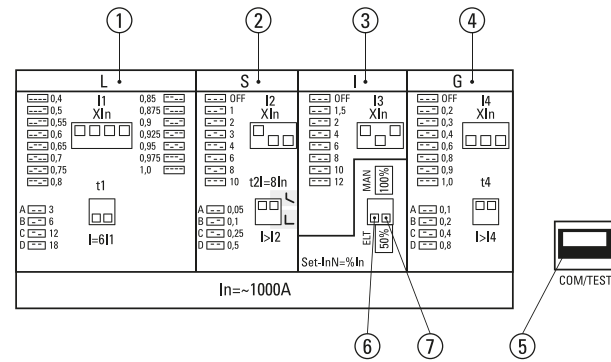 1 2 3 4
L S I G
0,4
0,5
0,55
0,6
0,65
0,7
0,75
0,8
I1
XIn
0,85
0,875
0,9
0,925
0,95
0,975
1,0
t1
A 3
B 6
C 12
D 18
I=6I1
OFF
1
2
3
4
6
8
10
I2
XIn
t2I=8In
A 0,05
B 0,1
C 0,25
D 0,5
I>I2
OFF
1,5
2
4
6
8
10
12
I3
XIn
MAN 100%
ELT 50%
Set-InN=%In
OFF
0,2
0,3
0,4
0,6
0,8
0,9
1,0
I4
XIn
t4
A 0,1
B 0,2
C 0,4
D 0,8
I>I4
In=~1000A
COM/TEST
6 7 5